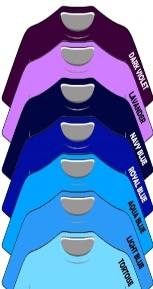 DARK VIOLET
LAVANDER
NAVY BLUE
ROYAL BLUE
AQUA BLUE
LIGHT BLUE
TORTOISE